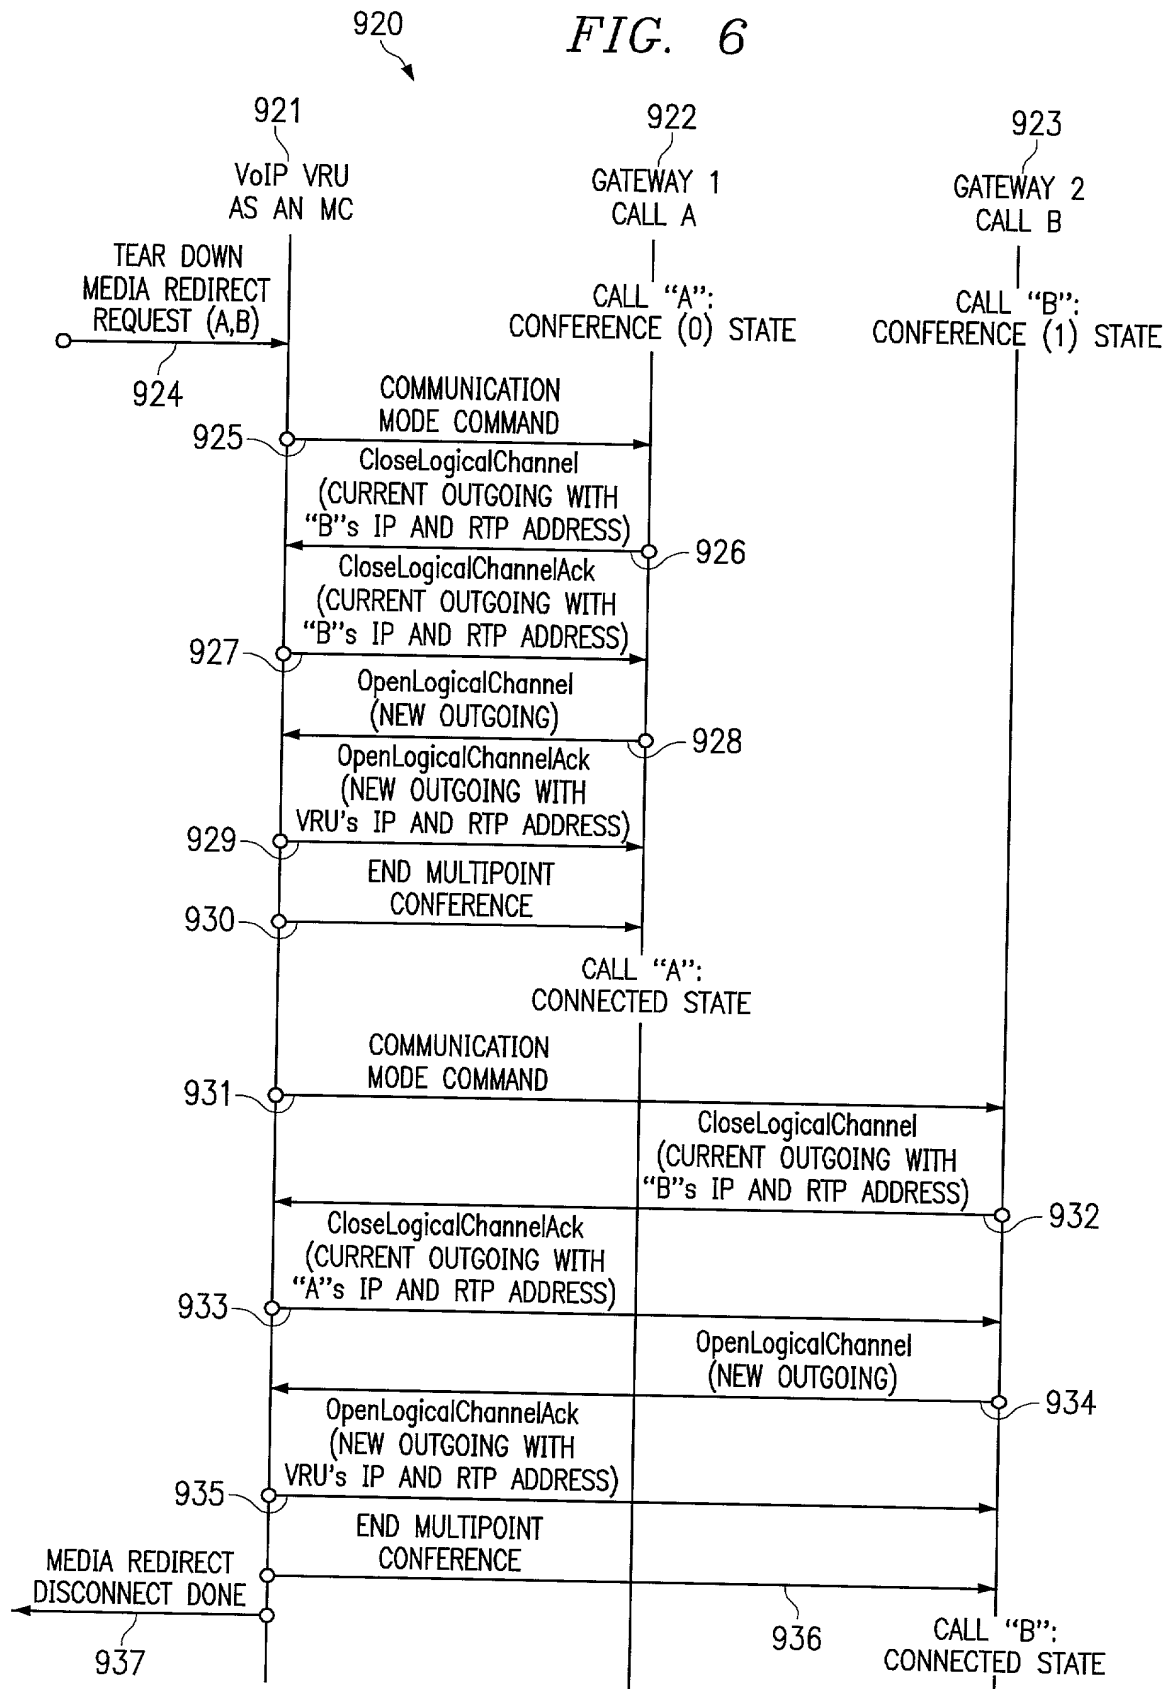 920
FIG. 6
921
922
923
VoIP VRU
AS AN MC
GATEWAY 1
CALL A
GATEWAY 2
CALL B
TEAR DOWN
MEDIA REDIRECT
REQUEST (A,B)
924
CALL “A”:
CONFERENCE (0) STATE
CALL “B”:
CONFERENCE (1) STATE
COMMUNICATION
MODE COMMAND
925
CloseLogicalChannel
(CURRENT OUTGOING WITH
“B”s IP AND RTP ADDRESS)
926
CloseLogicalChannelAck
(CURRENT OUTGOING WITH
“B”s IP AND RTP ADDRESS)
927
OpenLogicalChannel
(NEW OUTGOING)
928
OpenLogicalChannelAck
(NEW OUTGOING WITH
VRU's IP AND RTP ADDRESS)
929
END MULTIPOINT
CONFERENCE
930
CALL “A”:
CONNECTED STATE
COMMUNICATION
MODE COMMAND
931
CloseLogicalChannel
(CURRENT OUTGOING WITH
“B”s IP AND RTP ADDRESS)
932
CloseLogicalChannelAck
(CURRENT OUTGOING WITH
“A”s IP AND RTP ADDRESS)
933
OpenLogicalChannel
(NEW OUTGOING)
934
OpenLogicalChannelAck
(NEW OUTGOING WITH
VRU's IP AND RTP ADDRESS)
935
END MULTIPOINT
CONFERENCE
936
MEDIA REDIRECT
DISCONNECT DONE
937
CALL “B”:
CONNECTED STATE